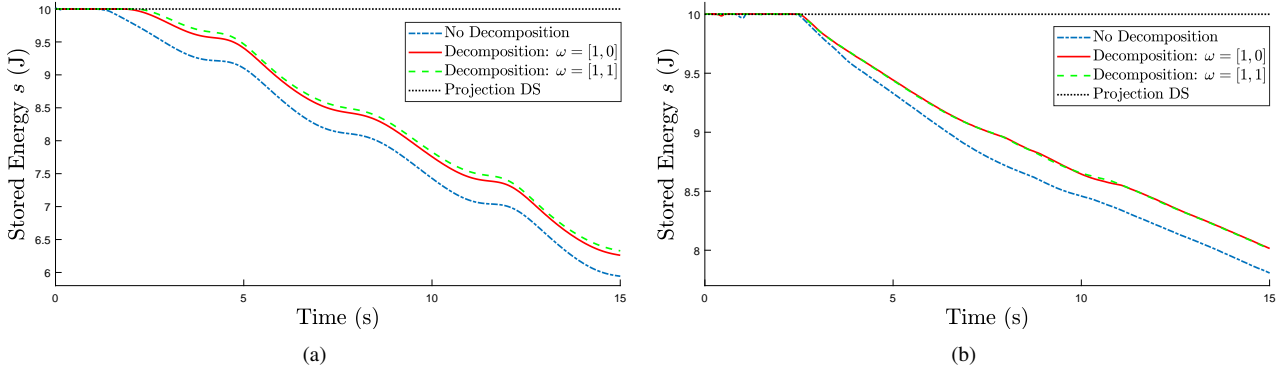 Stored Energy s (J)
10
9.5
9
8.5
8
7.5
7
6.5
6
0
5
10
15
Time (s)
No Decomposition
Decomposition: ω = [1, 0]
Decomposition: ω = [1, 1]
Projection DS
(a)
Stored Energy s (J)
10
9.5
9
8.5
8
0
5
10
15
Time (s)
No Decomposition
Decomposition: ω = [1, 0]
Decomposition: ω = [1, 1]
Projection DS
(b)